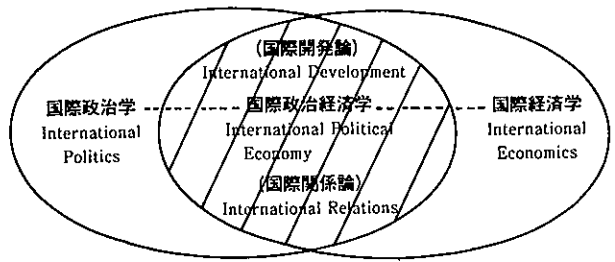 (国際開発論)
International Development
国際政治学
International
Politics
国際政治経済学
International Political
Economy
国際経済学
International
Economics
(国際関係論)
International Relations